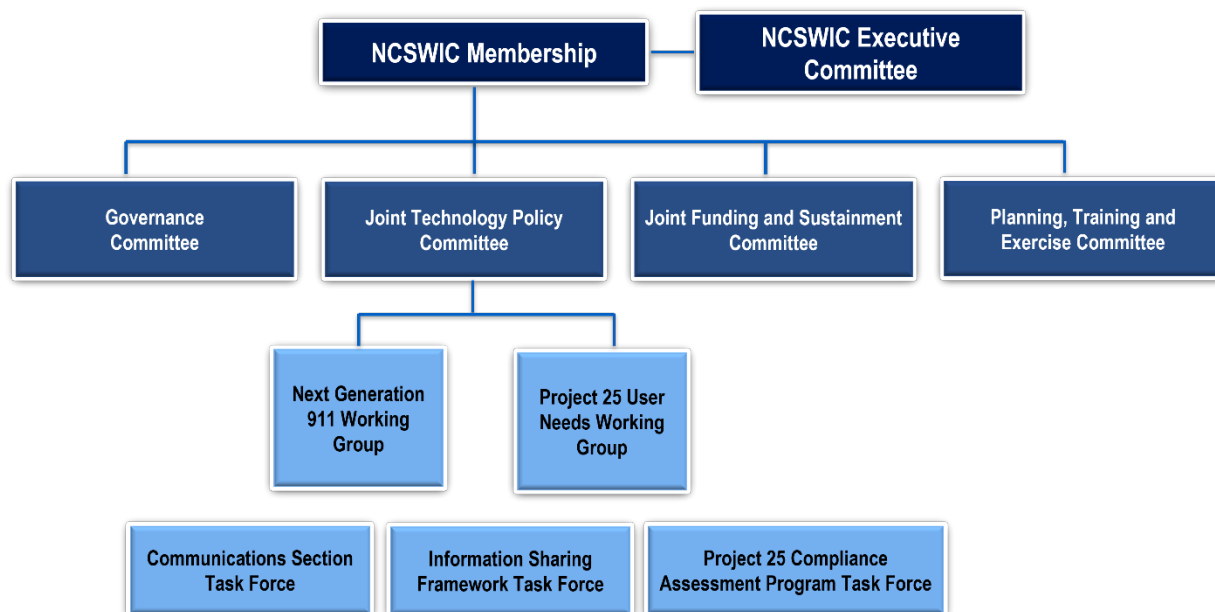 NCSWIC Membership
NCSWIC Executive
Committee
Governance
Committee
Joint Technology Policy
Committee
Joint Funding and Sustainment
Committee
Planning, Training and
Exercise Committee
Next Generation
911 Working
Group
Project 25 User
Needs Working
Group
Communications Section
Task Force
Information Sharing
Framework Task Force
Project 25 Compliance
Assessment Program Task Force